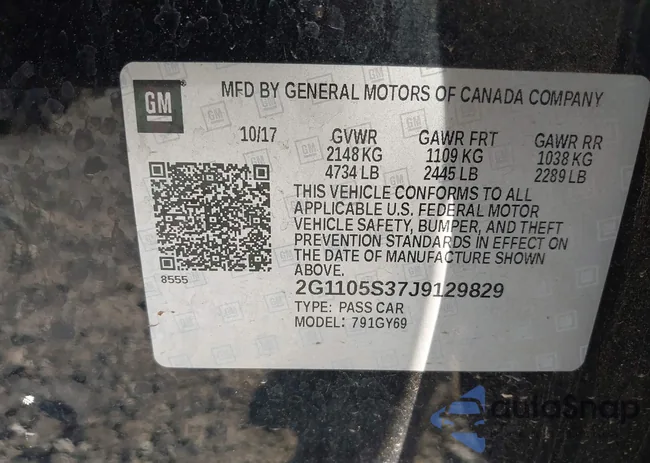 GM
MFD BY GENERAL MOTORS OF CANADA COMPANY
10/17 GVWR GAWR FRT GAWR RR
2148 KG 1109 KG 1038 KG
4734 LB 2445 LB 2289 LB
THIS VEHICLE CONFORMS TO ALL
APPLICABLE U.S. FEDERAL MOTOR
VEHICLE SAFETY, BUMPER, AND THEFT
PREVENTION STANDARDS IN EFFECT ON
THE DATE OF MANUFACTURE SHOWN
ABOVE.
8555
2G1105S37J9129829
TYPE: PASS CAR
MODEL: 791GY69
autoSnap